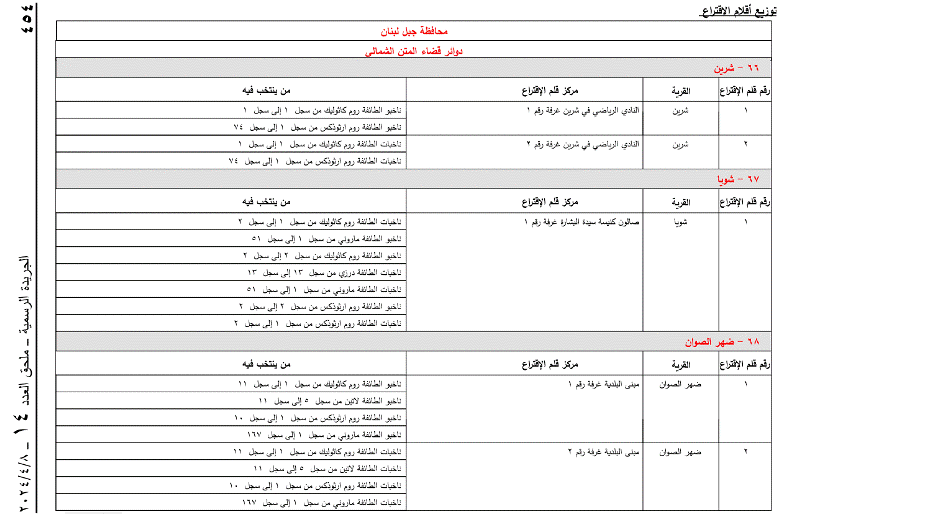 توزيع أقلام الإقتراع
محافظة جبل لبنان
دوائر قضاء المتن الشمالي
٦٦ - شرين
رقم قلم الإقتراع القرية مركز قلم الإقتراع من ينتخب فيه
١ شرين النادي الرياضي في شرين غرفة رقم ١ ناخبو الطائفة روم كاثوليك من سجل ١ إلى سجل ١
ناخبو الطائفة روم ارثوذكس من سجل ١ إلى سجل ٧٤
٢ شرين النادي الرياضي في شرين غرفة رقم ٢ ناخبات الطائفة روم كاثوليك من سجل ١ إلى سجل ١
ناخبات الطائفة روم ارثوذكس من سجل ١ إلى سجل ٧٤
٦٧ - شويا
رقم قلم الإقتراع القرية مركز قلم الإقتراع من ينتخب فيه
١ شويا صالون كنيسة سيدة البشارة غرفة رقم ١ ناخبات الطائفة روم كاثوليك من سجل ١ إلى سجل ٢
ناخبو الطائفة ماروني من سجل ١ إلى سجل ٥١
ناخبو الطائفة روم كاثوليك من سجل ٢ إلى سجل ٢
ناخبات الطائفة درزي من سجل ١٣ إلى سجل ١٣
ناخبات الطائفة ماروني من سجل ١ إلى سجل ٥١
ناخبو الطائفة روم ارثوذكس من سجل ٢ إلى سجل ٢
ناخبات الطائفة روم ارثوذكس من سجل ١ إلى سجل ٢
٦٨ - ضهر الصوان
رقم قلم الإقتراع القرية مركز قلم الإقتراع من ينتخب فيه
١ ضهر الصوان مبنى البلدية غرفة رقم ١ ناخبو الطائفة روم كاثوليك من سجل ١ إلى سجل ١١
ناخبو الطائفة لاتين من سجل ٥ إلى سجل ١١
ناخبو الطائفة روم ارثوذكس من سجل ١ إلى سجل ١٠
ناخبو الطائفة ماروني من سجل ١ إلى سجل ١٦٧
٢ ضهر الصوان مبنى البلدية غرفة رقم ٢ ناخبات الطائفة روم كاثوليك من سجل ١ إلى سجل ١١
ناخبات الطائفة لاتين من سجل ٥ إلى سجل ١١
ناخبات الطائفة روم ارثوذكس من سجل ١ إلى سجل ١٠
ناخبات الطائفة ماروني من سجل ١ إلى سجل ١٦٧
٤٥٤
الجريدة الرسمية - ملحق العدد ١٤ - ٢٠٢٤/٤/٨